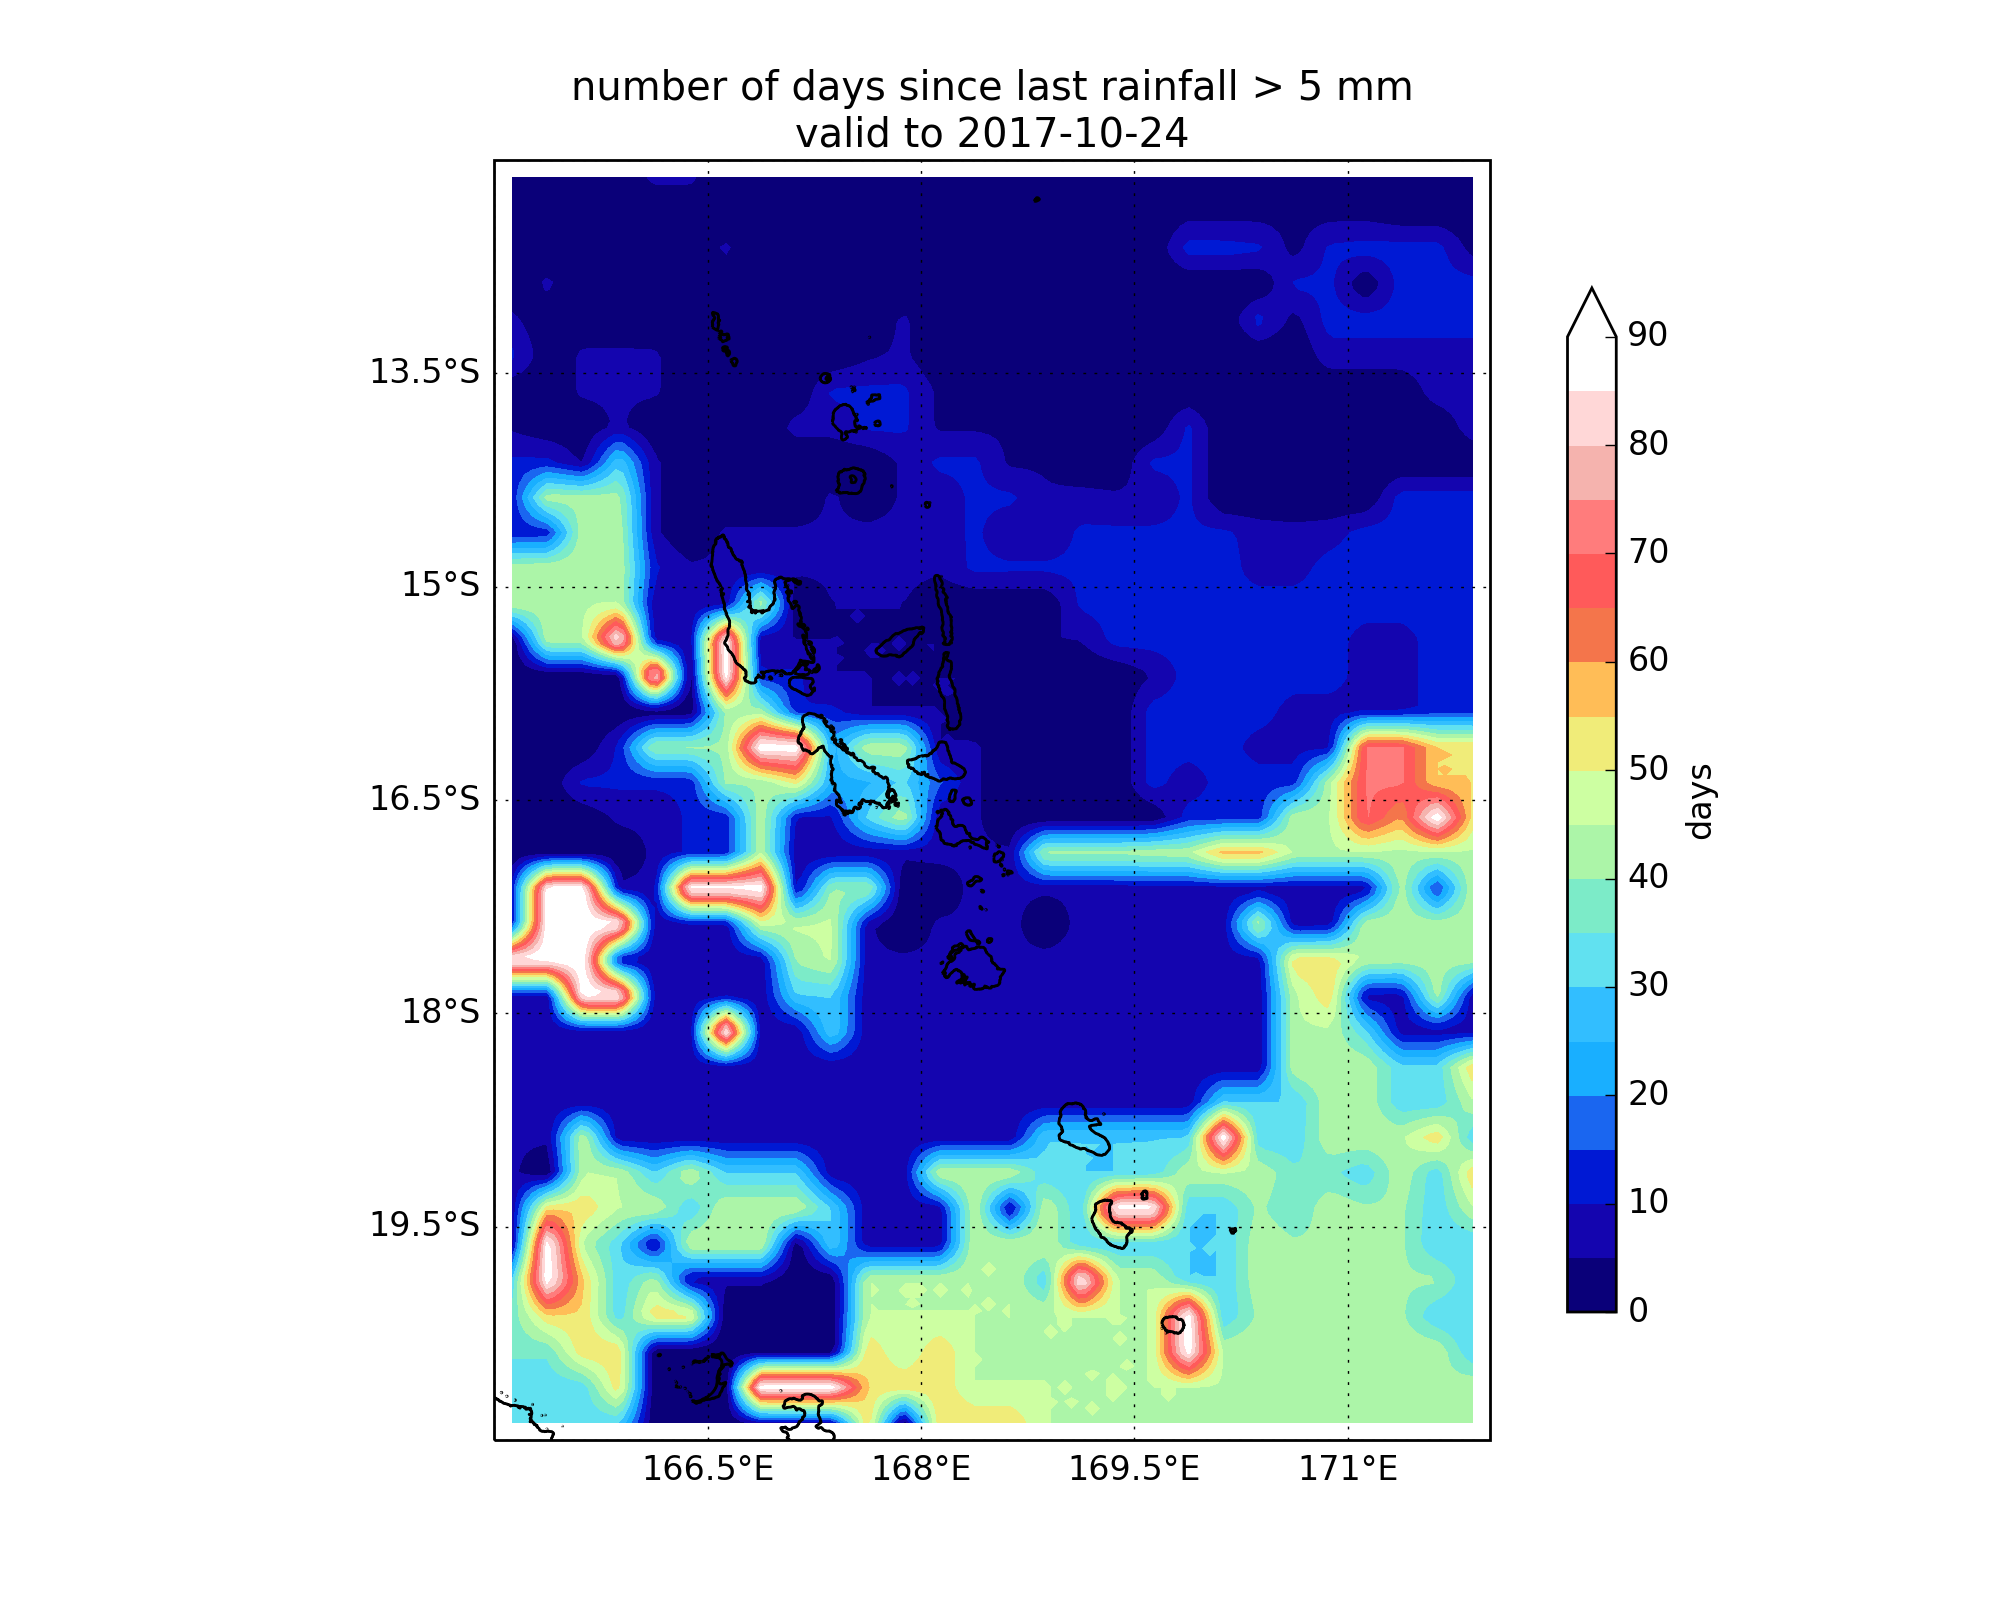 number of days since last rainfall > 5 mm
valid to 2017-10-24
13.5°S
15°S
16.5°S
18°S
19.5°S
166.5°E
168°E
169.5°E
171°E
90
80
70
60
50
40
30
20
10
0
days